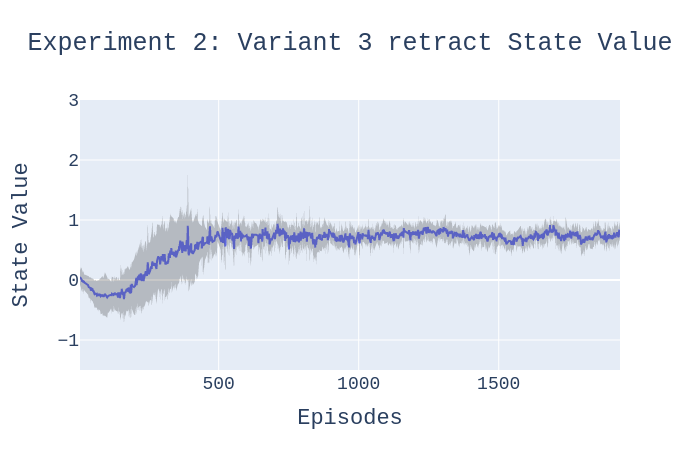 Experiment 2: Variant 3 retract State Value
3
2
1
0
−1
State Value
500
1000
1500
Episodes